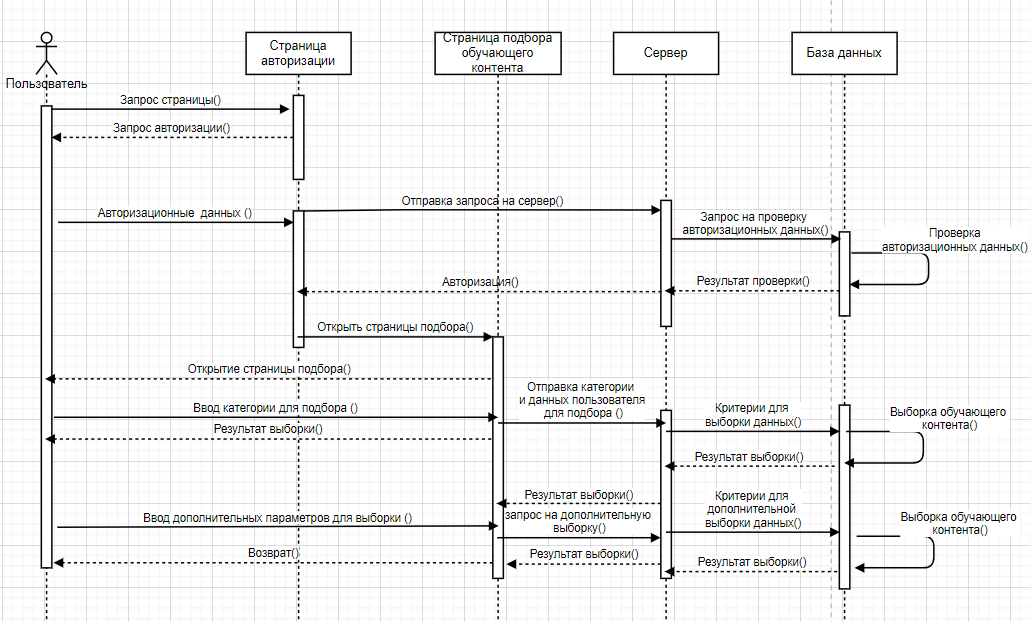 Пользователь
Страница
авторизации
Страница подбора
обучающего
контента
Сервер
База данных
Запрос страницы()
Запрос авторизации()
Авторизационные данных ()
Отправка запроса на сервер()
Запрос на проверку
авторизационных данных()
Проверка
авторизационных данных()
Результат проверки()
Авторизация()
Открыть страницы подбора()
Открытие страницы подбора()
Отправка категории
и данных пользователя
для подбора ()
Ввод категории для подбора ()
Критерии для
выборки данных()
Выборка обучающего
контента()
Результат выборки()
Результат выборки()
Результат выборки()
Критерии для
дополнительной
выборки данных()
Ввод дополнительных параметров для выборки ()
запрос на дополнительную
выборку()
Выборка обучающего
контента()
Возврат()
Результат выборки()
Результат выборки()